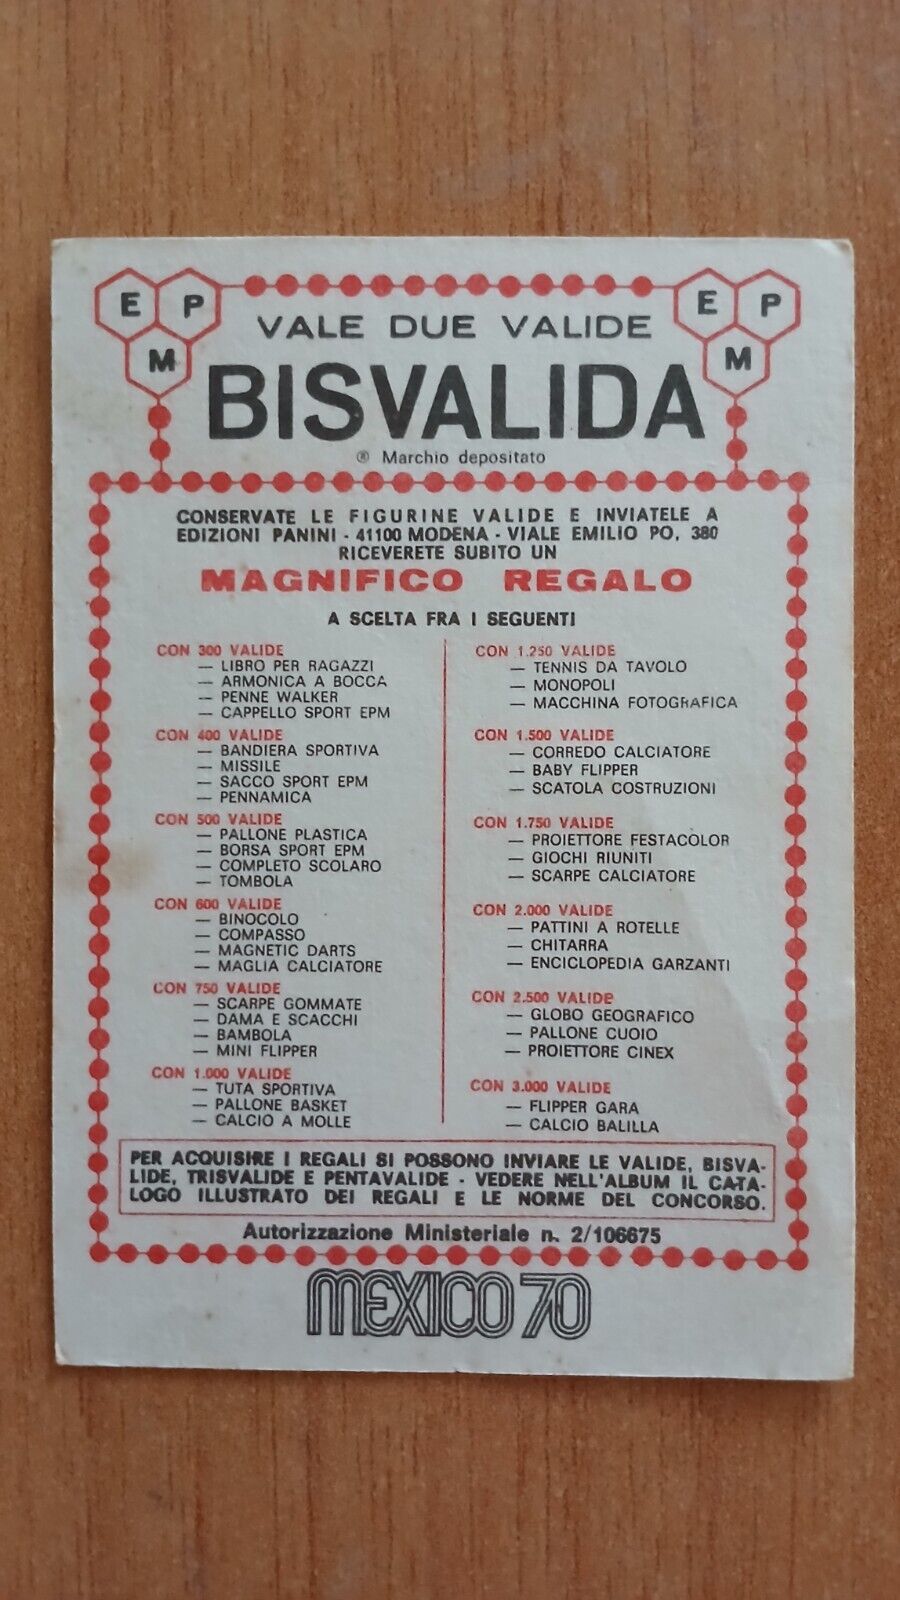 E P
M
E P
M
VALE DUE VALIDE
BISVALIDA
® Marchio depositato
CONSERVATE LE FIGURINE VALIDE E INVIATELE A
EDIZIONI PANINI - 41100 MODENA - VIALE EMILIO PO, 380
RICEVERETE SUBITO UN
MAGNIFICO REGALO
A SCELTA FRA I SEGUENTI
CON 300 VALIDE
— LIBRO PER RAGAZZI
— ARMONICA A BOCCA
— PENNE WALKER
— CAPPELLO SPORT EPM
CON 400 VALIDE
— BANDIERA SPORTIVA
— MISSILE
— SACCO SPORT EPM
— PENNAMICA
CON 500 VALIDE
— PALLONE PLASTICA
— BORSA SPORT EPM
— COMPLETO SCOLARO
— TOMBOLA
CON 600 VALIDE
— BINOCOLO
— COMPASSO
— MAGNETIC DARTS
— MAGLIA CALCIATORE
CON 750 VALIDE
— SCARPE GOMMATE
— DAMA E SCACCHI
— BAMBOLA
— MINI FLIPPER
CON 1.000 VALIDE
— TUTA SPORTIVA
— PALLONE BASKET
— CALCIO A MOLLE
CON 1.250 VALIDE
— TENNIS DA TAVOLO
— MONOPOLI
— MACCHINA FOTOGRAFICA
CON 1.500 VALIDE
— CORREDO CALCIATORE
— BABY FLIPPER
— SCATOLA COSTRUZIONI
CON 1.750 VALIDE
— PROIETTORE FESTACOLOR
— GIOCHI RIUNITI
— SCARPE CALCIATORE
CON 2.000 VALIDE
— PATTINI A ROTELLE
— CHITARRA
— ENCICLOPEDIA GARZANTI
CON 2.500 VALIDE
— GLOBO GEOGRAFICO
— PALLONE CUOIO
— PROIETTORE CINEX
CON 3.000 VALIDE
— FLIPPER GARA
— CALCIO BALILLA
PER ACQUISIRE I REGALI SI POSSONO INVIARE LE VALIDE, BISVA-
LIDE, TRISVALIDE E PENTAVALIDE - VEDERE NELL'ALBUM IL CATA-
LOGO ILLUSTRATO DEI REGALI E LE NORME DEL CONCORSO.
Autorizzazione Ministeriale n. 2/106675
MEXICO 70